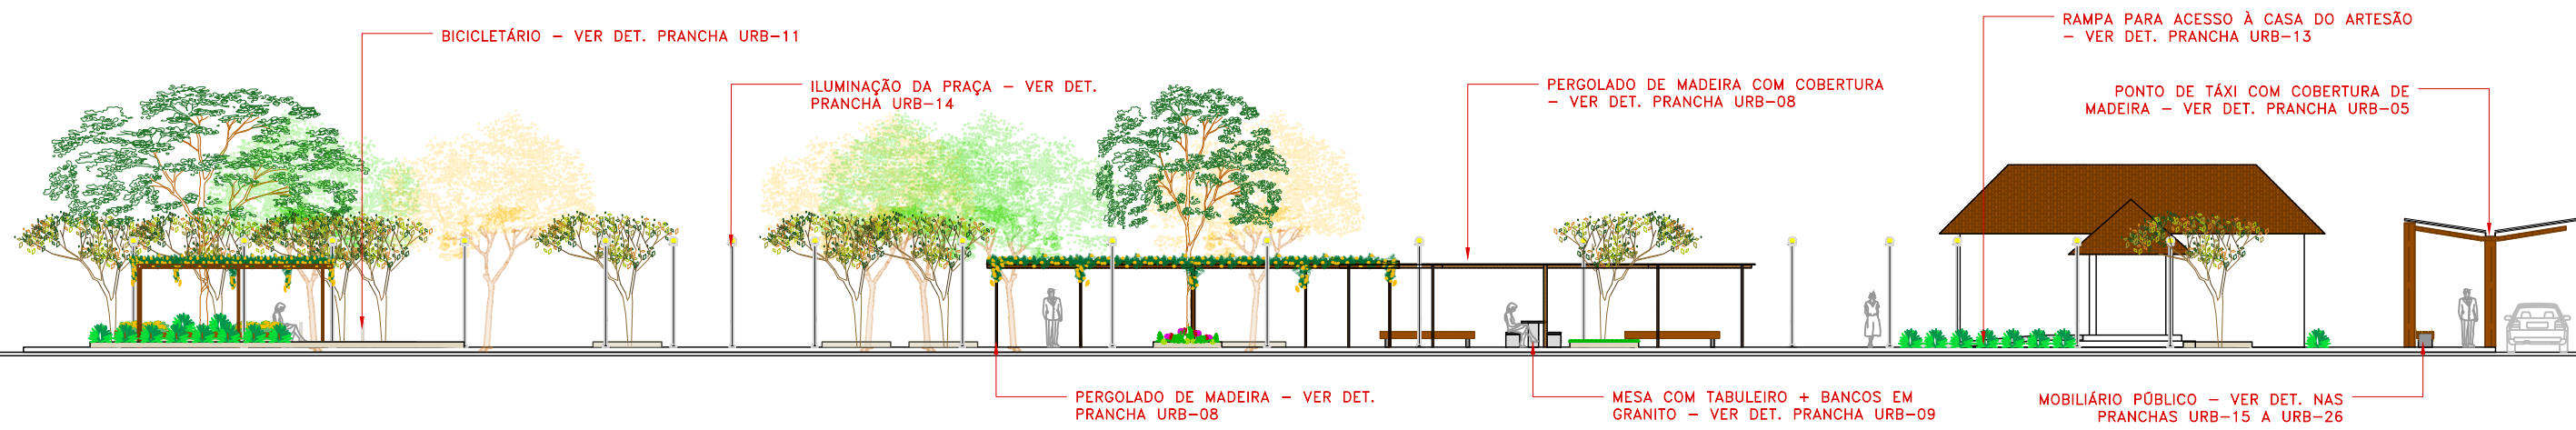 BICICLETÁRIO – VER DET. PRANCHA URB–11
ILUMINAÇÃO DA PRAÇA – VER DET.
PRANCHA URB–14
PERGOLADO DE MADEIRA COM COBERTURA
– VER DET. PRANCHA URB–08
RAMPA PARA ACESSO À CASA DO ARTESÃO
– VER DET. PRANCHA URB–13
PONTO DE TÁXI COM COBERTURA DE
MADEIRA – VER DET. PRANCHA URB–05
PERGOLADO DE MADEIRA – VER DET.
PRANCHA URB–08
MESA COM TABULEIRO + BANCOS EM
GRANITO – VER DET. PRANCHA URB–09
MOBILIÁRIO PÚBLICO – VER DET. NAS
PRANCHAS URB–15 A URB–26